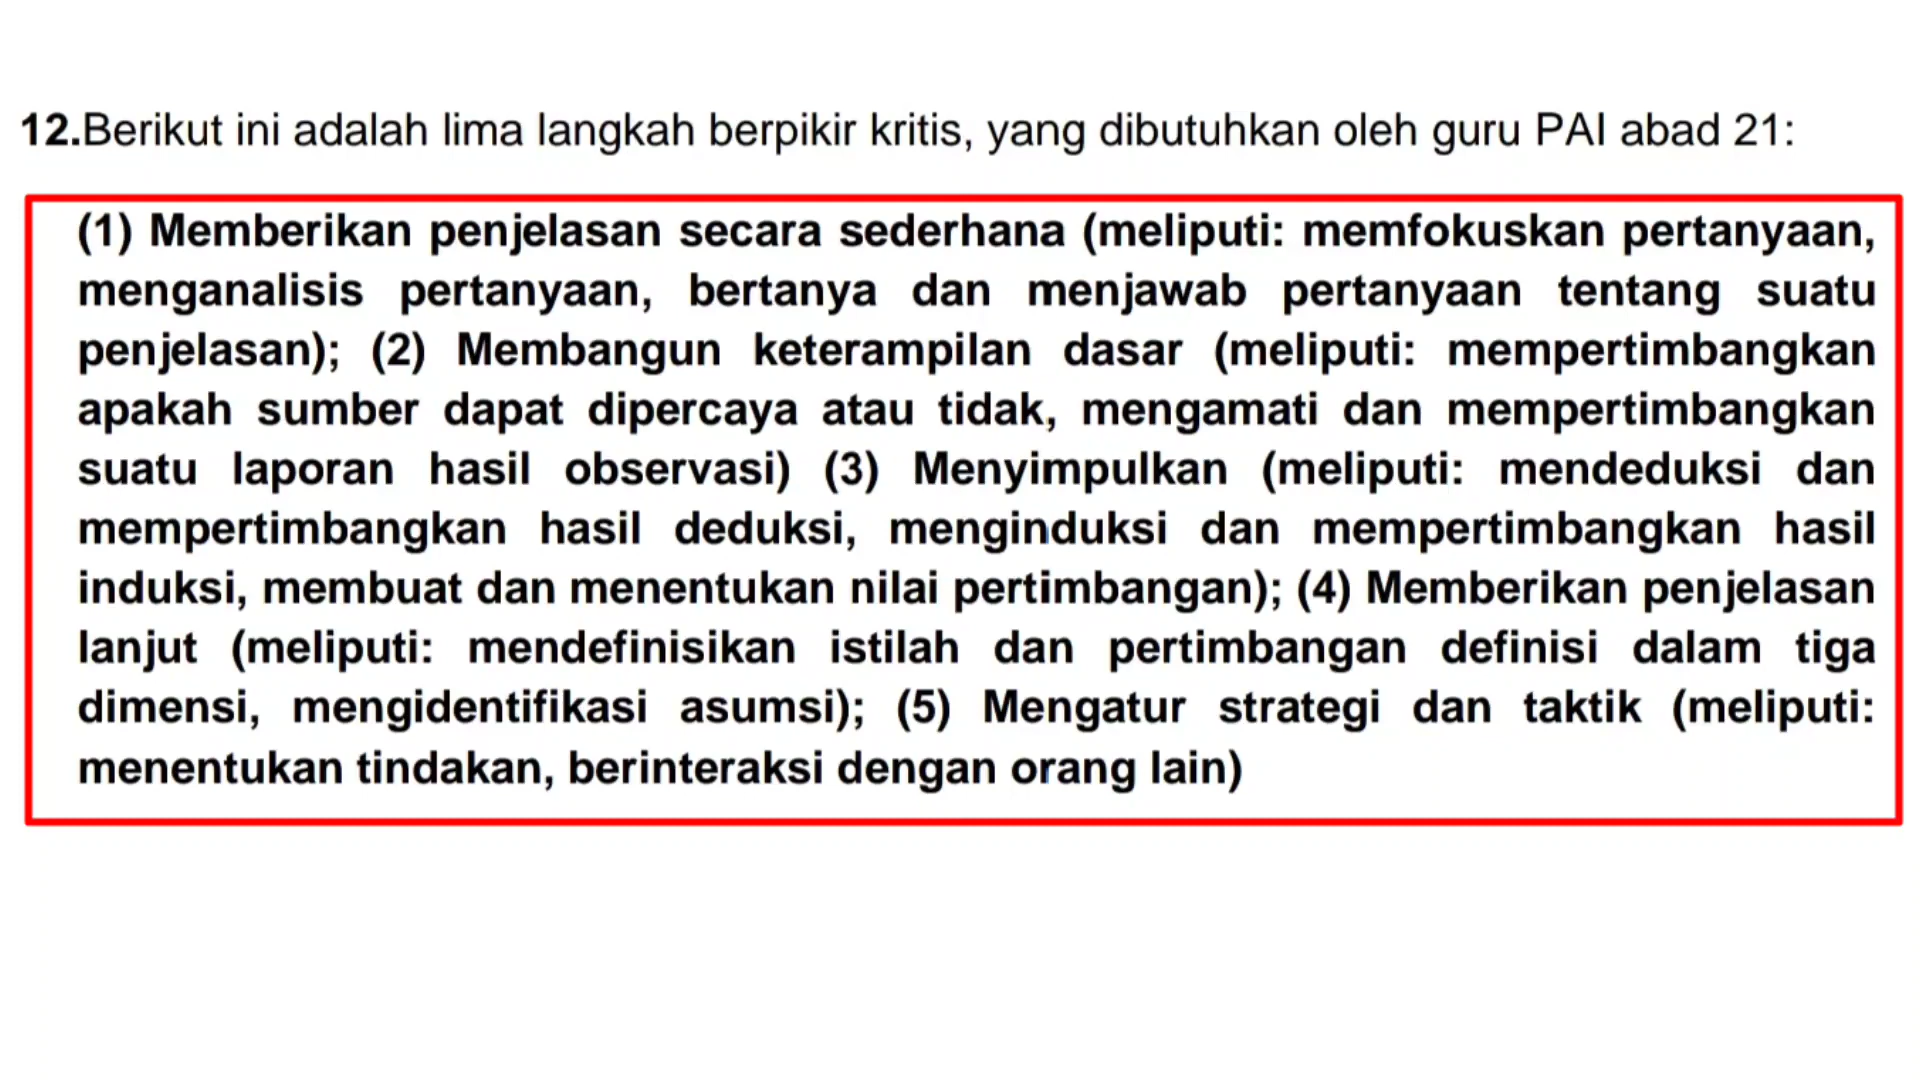 12.Berikut ini adalah lima langkah berpikir kritis, yang dibutuhkan oleh guru PAI abad 21:
(1) Memberikan penjelasan secara sederhana (meliputi: memfokuskan pertanyaan,
menganalisis pertanyaan, bertanya dan menjawab pertanyaan tentang suatu
penjelasan); (2) Membangun keterampilan dasar (meliputi: mempertimbangkan
apakah sumber dapat dipercaya atau tidak, mengamati dan mempertimbangkan
suatu laporan hasil observasi) (3) Menyimpulkan (meliputi: mendeduksi dan
mempertimbangkan hasil deduksi, menginduksi dan mempertimbangkan hasil
induksi, membuat dan menentukan nilai pertimbangan); (4) Memberikan penjelasan
lanjut (meliputi: mendefinisikan istilah dan pertimbangan definisi dalam tiga
dimensi, mengidentifikasi asumsi); (5) Mengatur strategi dan taktik (meliputi:
menentukan tindakan, berinteraksi dengan orang lain)